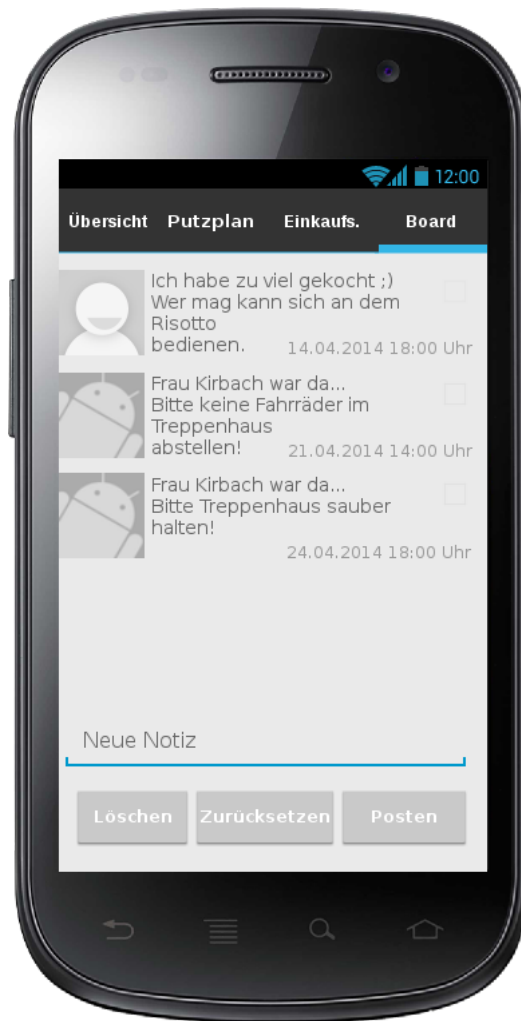 12:00
Übersicht Putzplan Einkaufs. Board
Ich habe zu viel gekocht ;)
Wer mag kann sich an dem
Risotto
bedienen. 14.04.2014 18:00 Uhr
Frau Kirbach war da...
Bitte keine Fahrräder im
Treppenhaus
abstellen! 21.04.2014 14:00 Uhr
Frau Kirbach war da...
Bitte Treppenhaus sauber
halten!
24.04.2014 18:00 Uhr
Neue Notiz
Löschen Zurücksetzen Posten